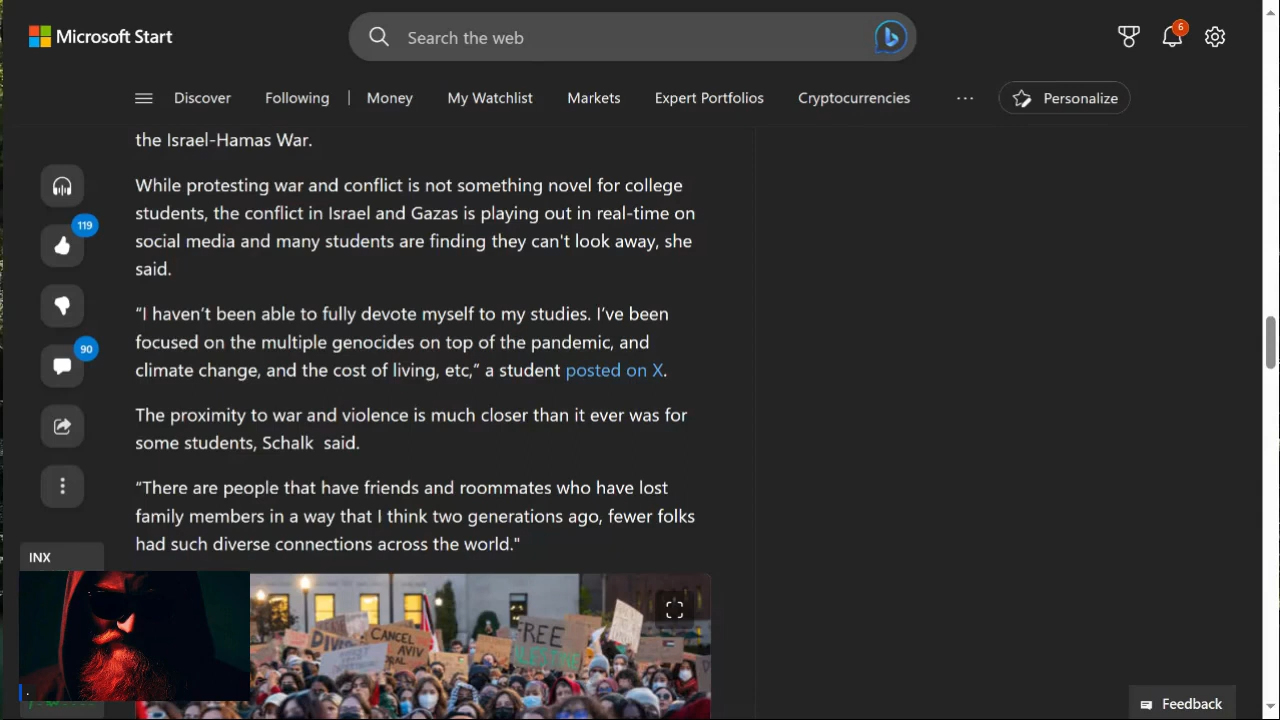 Microsoft Start
Search the web
6
Discover
Following
Money
My Watchlist
Markets
Expert Portfolios
Cryptocurrencies
...
Personalize
the Israel-Hamas War.
While protesting war and conflict is not something novel for college
students, the conflict in Israel and Gazas is playing out in real-time on
social media and many students are finding they can't look away, she
said.
“I haven’t been able to fully devote myself to my studies. I’ve been
focused on the multiple genocides on top of the pandemic, and
climate change, and the cost of living, etc,” a student posted on X.
The proximity to war and violence is much closer than it ever was for
some students, Schalk  said.
“There are people that have friends and roommates who have lost
family members in a way that I think two generations ago, fewer folks
had such diverse connections across the world."
119
90
INX
CANCEL
AVIV
FREE
Feedback